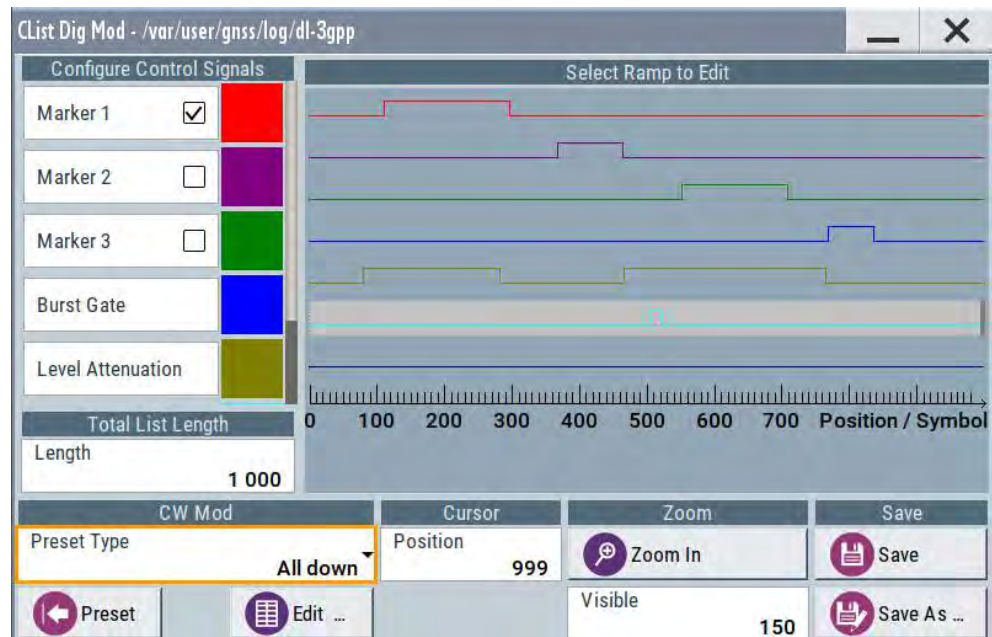 CList Dig Mod - /var/user/gnss/log/dl-3gpp
Configure Control Signals
Select Ramp to Edit
Marker 1
Marker 2
Marker 3
Burst Gate
Level Attenuation
0 100 200 300 400 500 600 700 Position / Symbol
Total List Length
Length
1 000
CW Mod
Cursor
Zoom
Save
Preset Type
All down
Position
999
Zoom In
Save
Preset
Edit ...
Visible
150
Save As ...